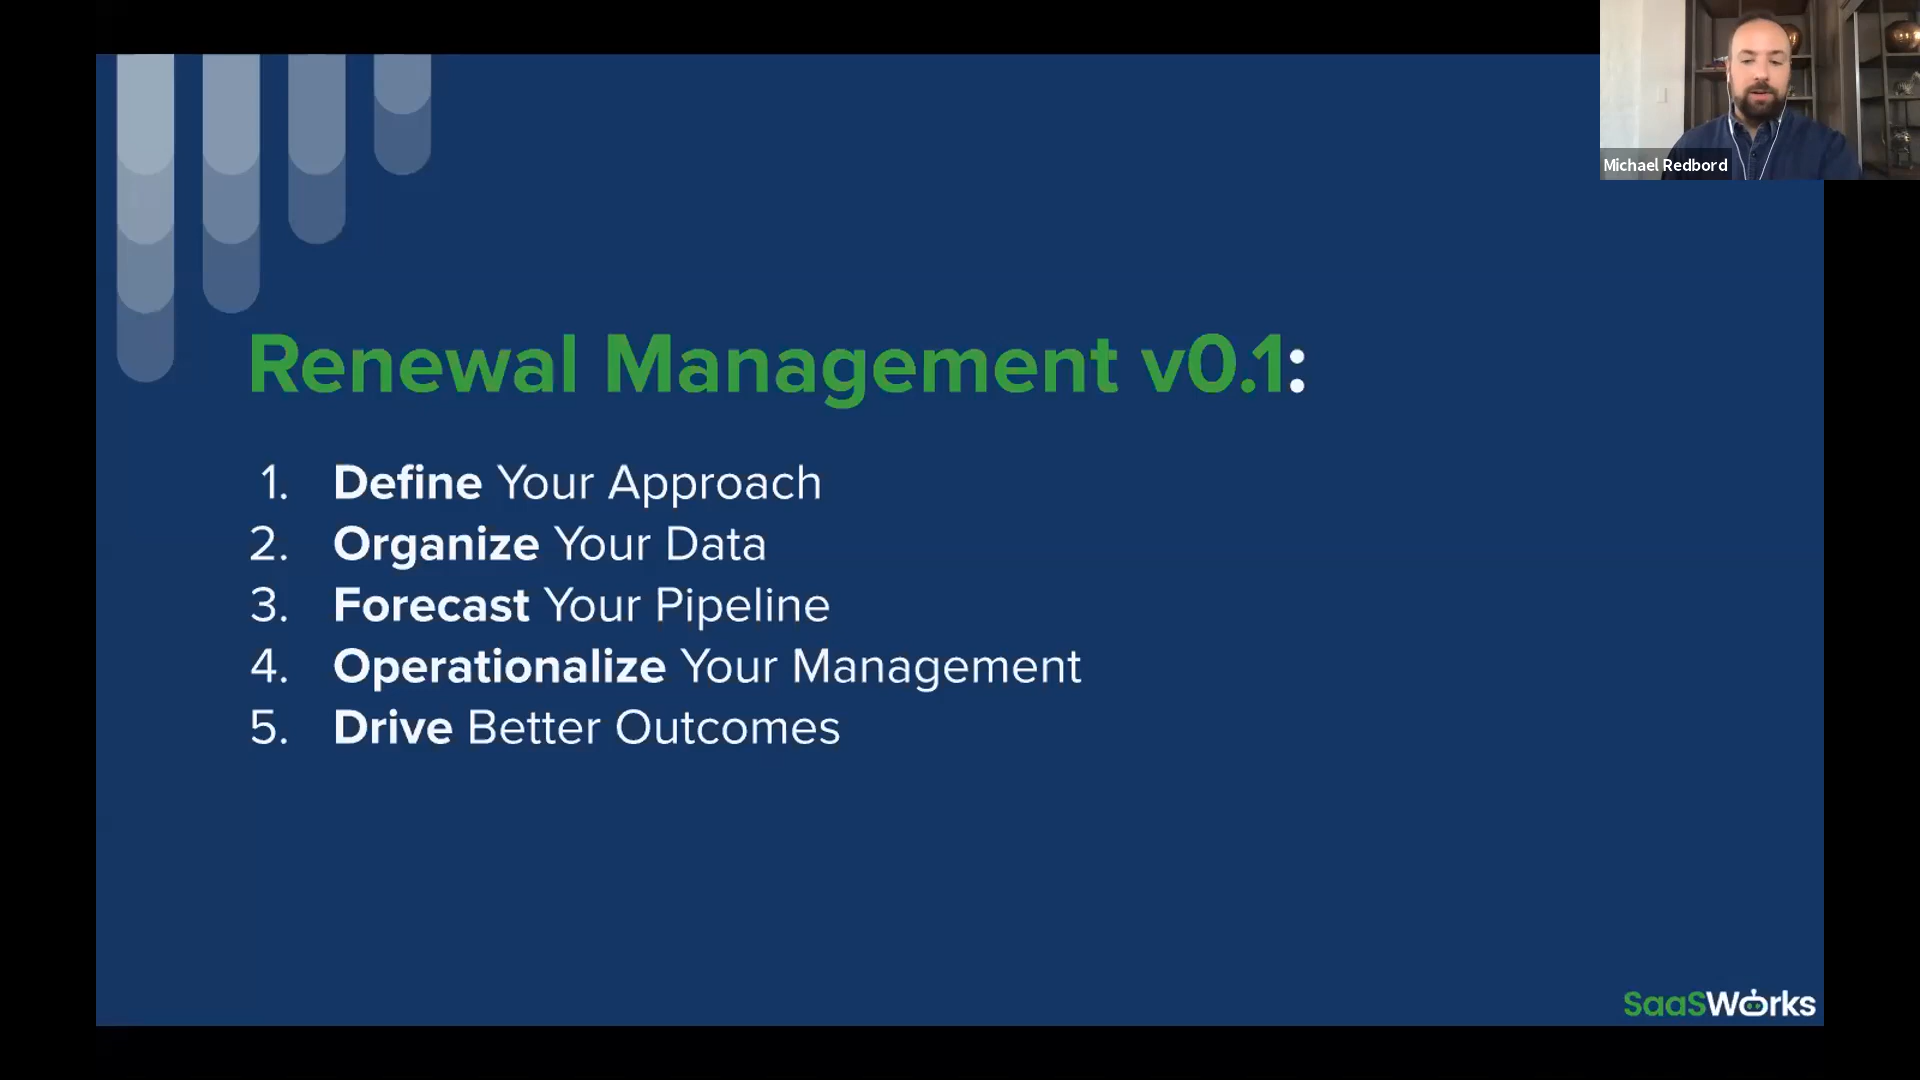 Michael Redbord
Renewal Management v0.1:
1. Define Your Approach
2. Organize Your Data
3. Forecast Your Pipeline
4. Operationalize Your Management
5. Drive Better Outcomes
SaaSWorks